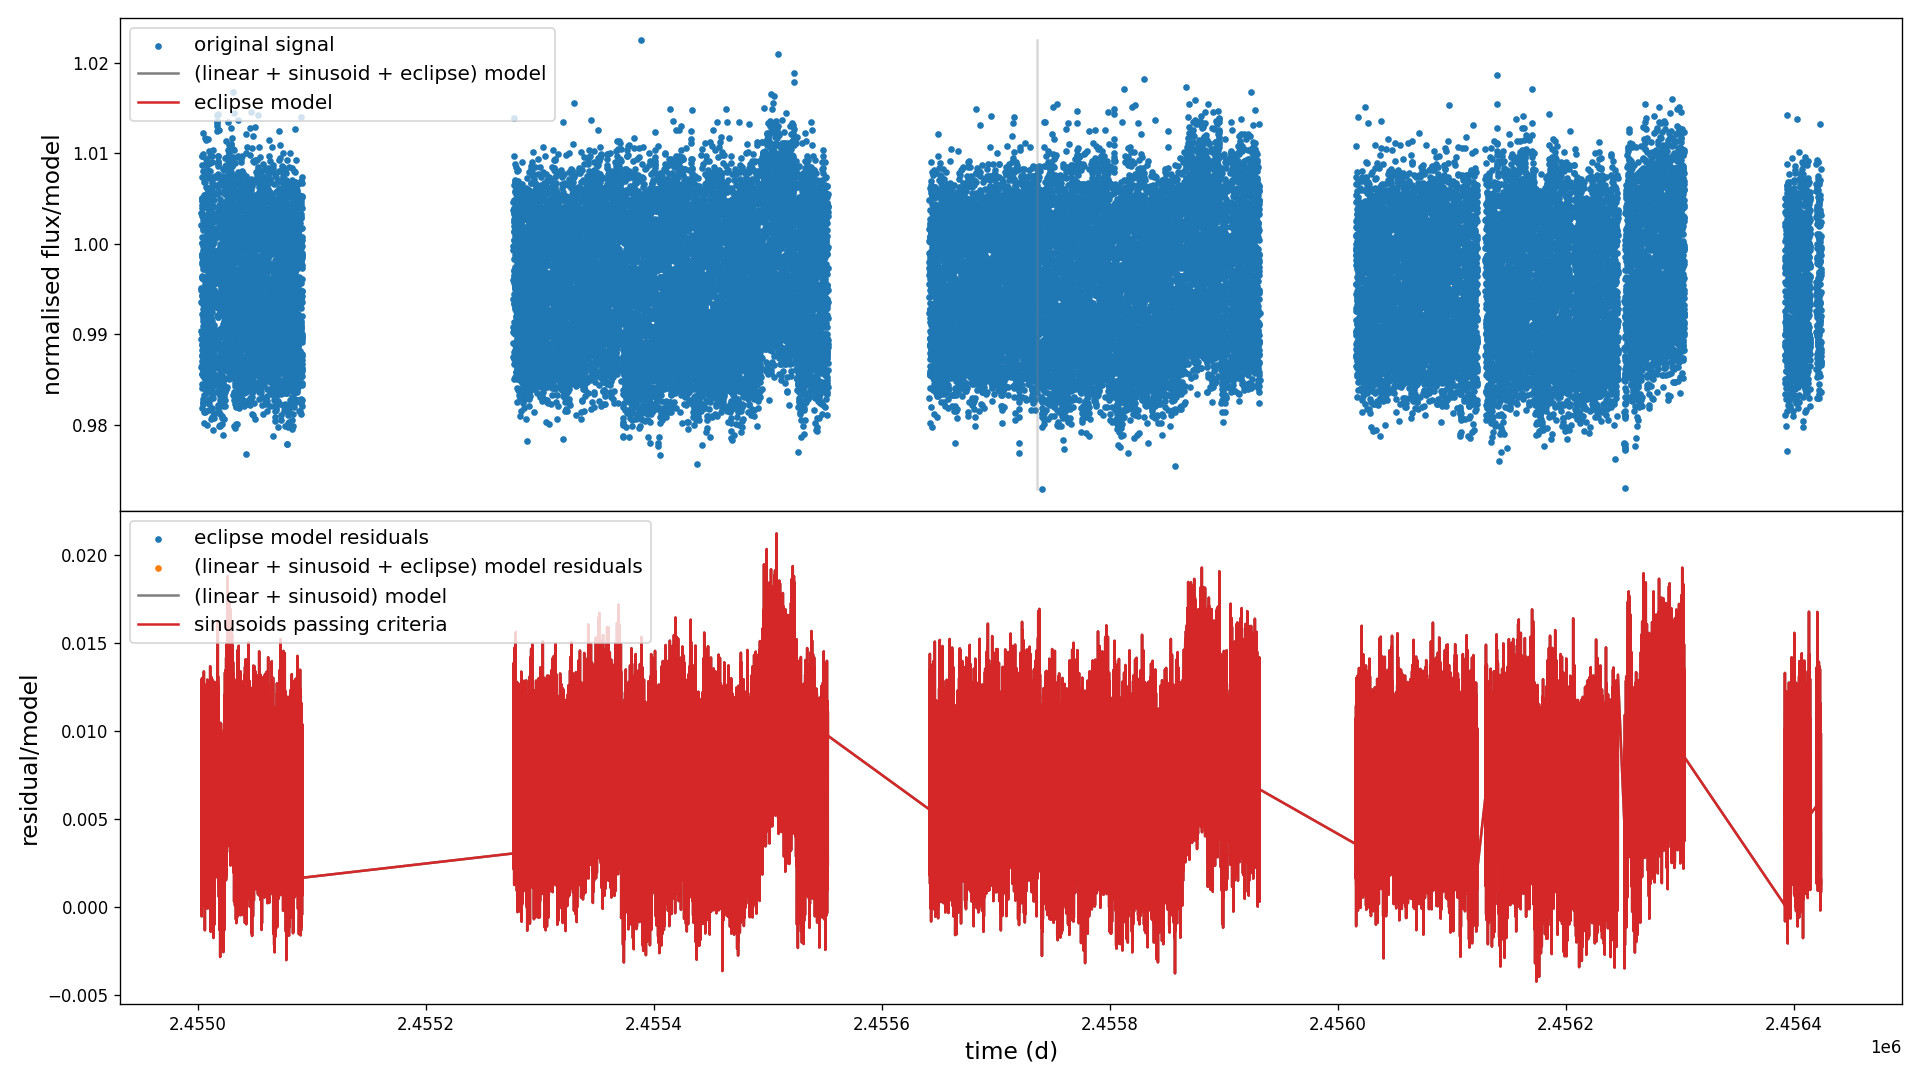 original signal
(linear + sinusoid + eclipse) model
eclipse model
1.02
1.01
1.00
0.99
0.98
normalised flux/model
eclipse model residuals
(linear + sinusoid + eclipse) model residuals
(linear + sinusoid) model
sinusoids passing criteria
0.020
0.015
0.010
0.005
0.000
−0.005
residual/model
2.4550
2.4552
2.4554
2.4556
2.4558
2.4560
2.4562
2.4564
1e6
time (d)